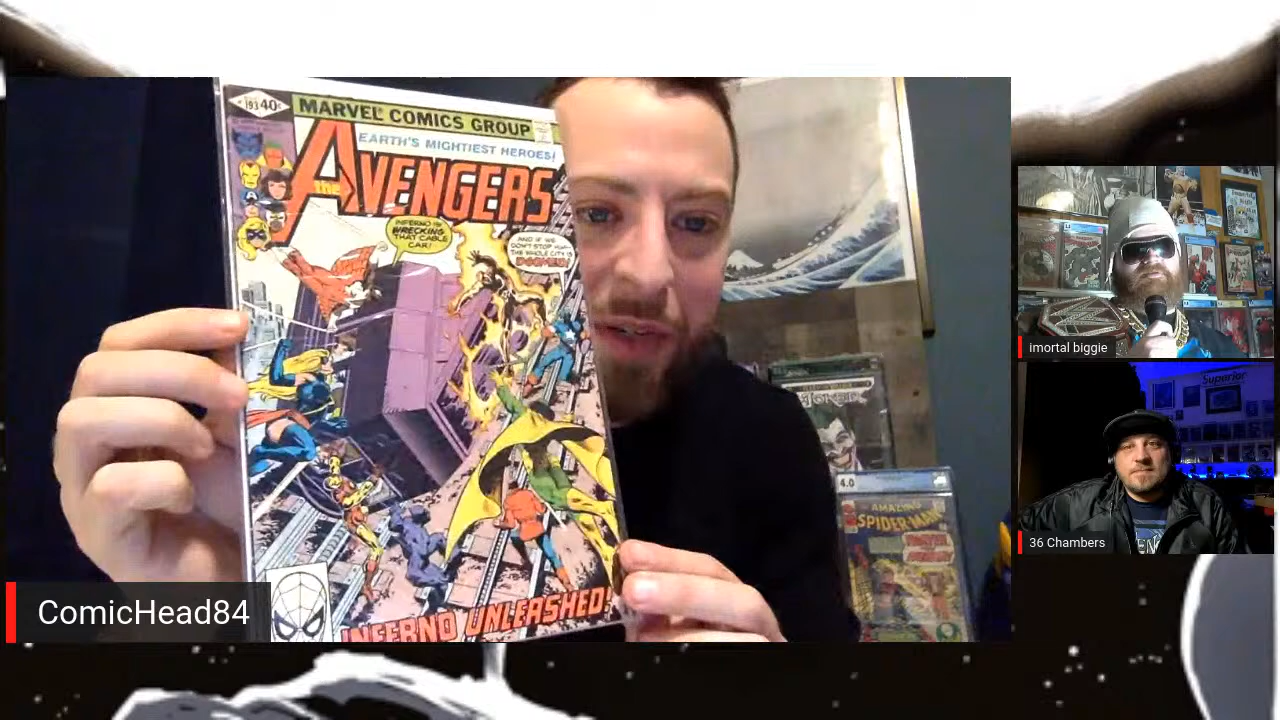 193 40¢
MARVEL COMICS GROUP
EARTH'S MIGHTIEST HEROES!
the AVENGERS
INFERNO IS
WRECKING
THAT CABLE
CAR!
AND IF WE
DON'T STOP HIM--
THE WHOLE CITY IS
DOOMED!
INFERNO UNLEASHED!
ComicHead84
4.0
AMAZING
SPIDER-MAN
imortal biggie
Superior
36 Chambers